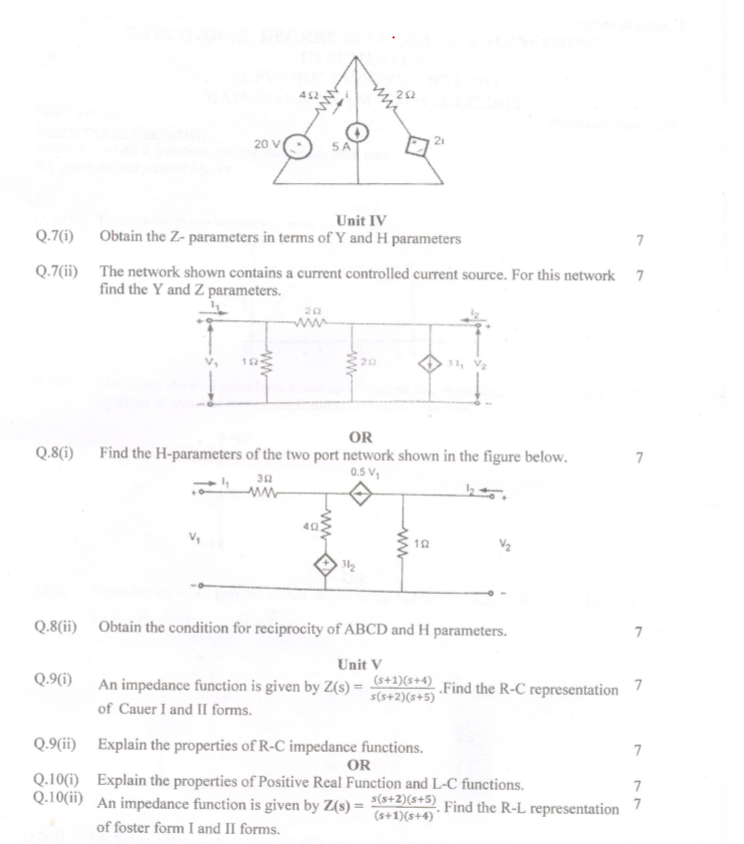 4Ω i 2Ω
20 V 5 A 2i
Unit IV
Q.7(i) Obtain the Z- parameters in terms of Y and H parameters 7
Q.7(ii) The network shown contains a current controlled current source. For this network 7
find the Y and Z parameters.
I₁ 2Ω I₂
+ +
V₁ 1Ω 2Ω 3 I₁ V₂
- -
OR
Q.8(i) Find the H-parameters of the two port network shown in the figure below. 7
I₁ 3Ω 0.5 V₁ I₂
+ +
4Ω
V₁ 1Ω V₂
3I₂
- -
Q.8(ii) Obtain the condition for reciprocity of ABCD and H parameters. 7
Unit V
Q.9(i) An impedance function is given by Z(s) = (s+1)(s+4) / s(s+2)(s+5) .Find the R-C representation 7
of Cauer I and II forms.
Q.9(ii) Explain the properties of R-C impedance functions. 7
OR
Q.10(i) Explain the properties of Positive Real Function and L-C functions. 7
Q.10(ii) An impedance function is given by Z(s) = s(s+2)(s+5) / (s+1)(s+4) . Find the R-L representation 7
of foster form I and II forms.